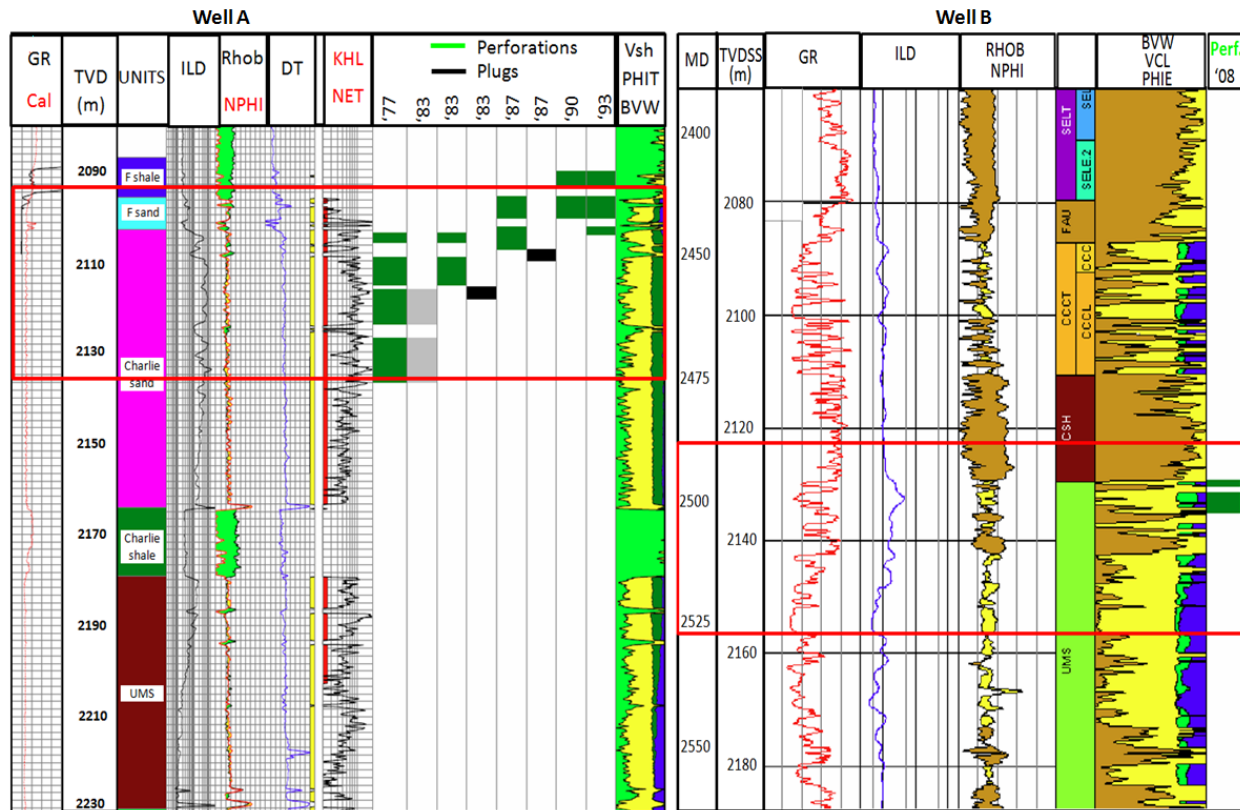 Well A
Well B
GR
Cal
TVD
(m)
UNITS
ILD
Rhob
NPHI
DT
KHL
NET
Perforations
Plugs
'77
'83
'83
'83
'87
'87
'90
'93
Vsh
PHIT
BVW
MD
TVDSS
(m)
GR
ILD
RHOB
NPHI
BVW
VCL
PHIE
Perf.
'08
2090
2110
2130
2150
2170
2190
2210
2230
F shale
F sand
Charlie
sand
Charlie
shale
UMS
2400
2450
2475
2500
2525
2550
2080
2100
2120
2140
2160
2180
SELT
SEL
SELE.2
FAU
CCCT
CCC
CCCL
CSH
UMS